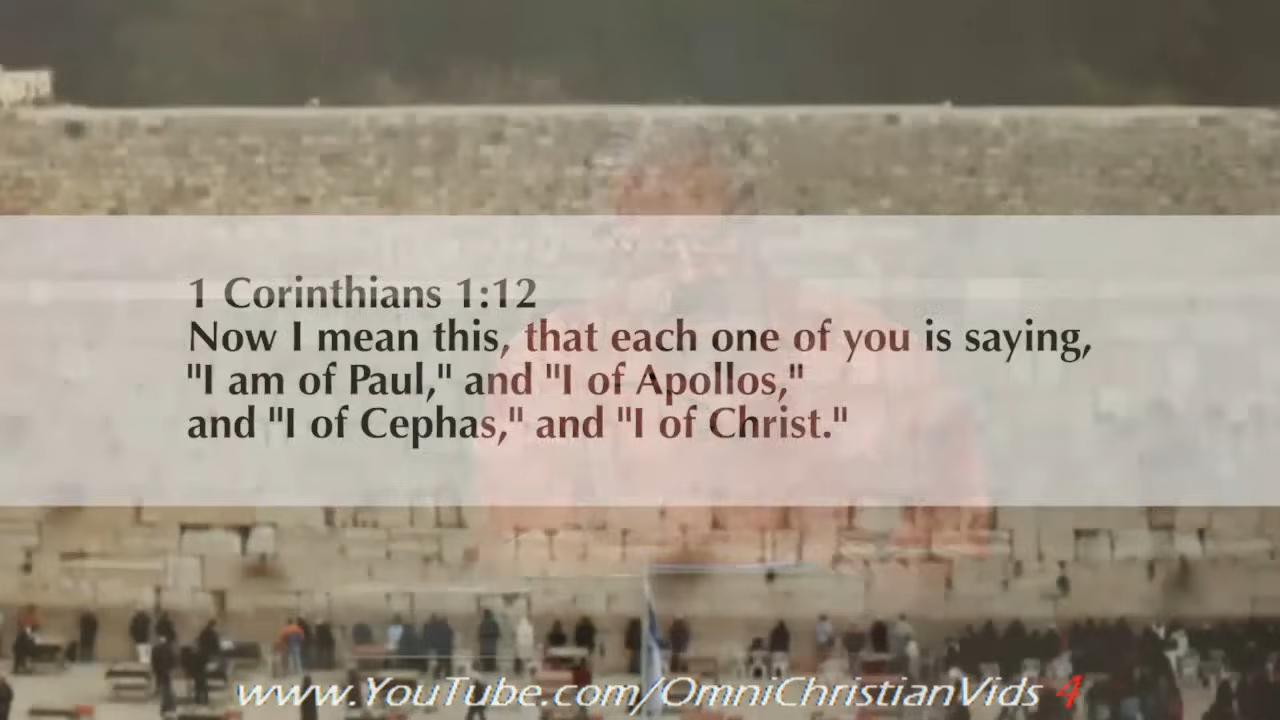 1 Corinthians 1:12
Now I mean this, that each one of you is saying,
"I am of Paul," and "I of Apollos,"
and "I of Cephas," and "I of Christ."
www.YouTube.com/OmniChristianVids 4